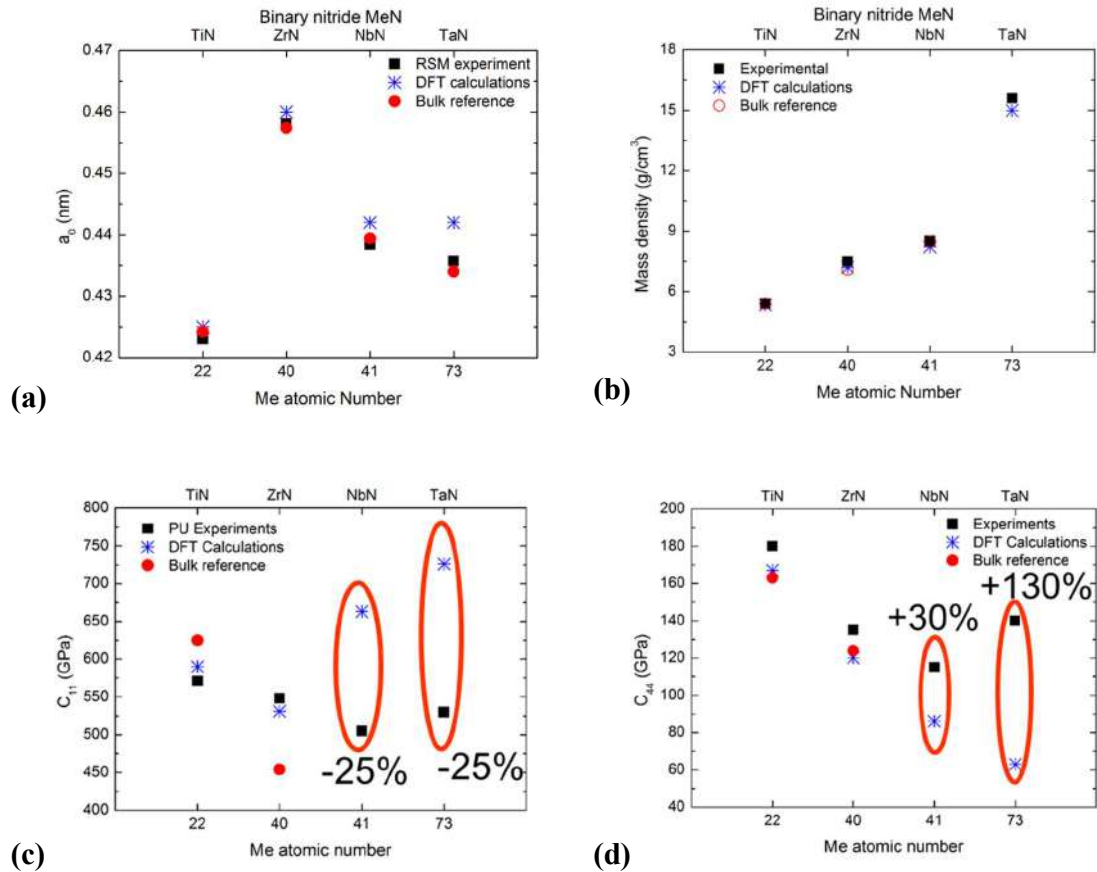 Binary nitride MeN
TiN ZrN NbN TaN
0.47
0.46
0.45
0.44
0.43
0.42
a₀ (nm)
RSM experiment
DFT calculations
Bulk reference
22 40 41 73
Me atomic Number
(a)
Binary nitride MeN
TiN ZrN NbN TaN
18
15
12
9
6
3
Mass density (g/cm³)
Experimental
DFT calculations
Bulk reference
22 40 41 73
Me atomic Number
(b)
TiN ZrN NbN TaN
800
750
700
650
600
550
500
450
400
C₁₁ (GPa)
PU Experiments
DFT Calculations
Bulk reference
-25% -25%
22 40 41 73
Me atomic number
(c)
TiN ZrN NbN TaN
220
200
180
160
140
120
100
80
60
40
C₄₄ (GPa)
Experiments
DFT Calculations
Bulk reference
+130%
+30%
22 40 41 73
Me atomic number
(d)